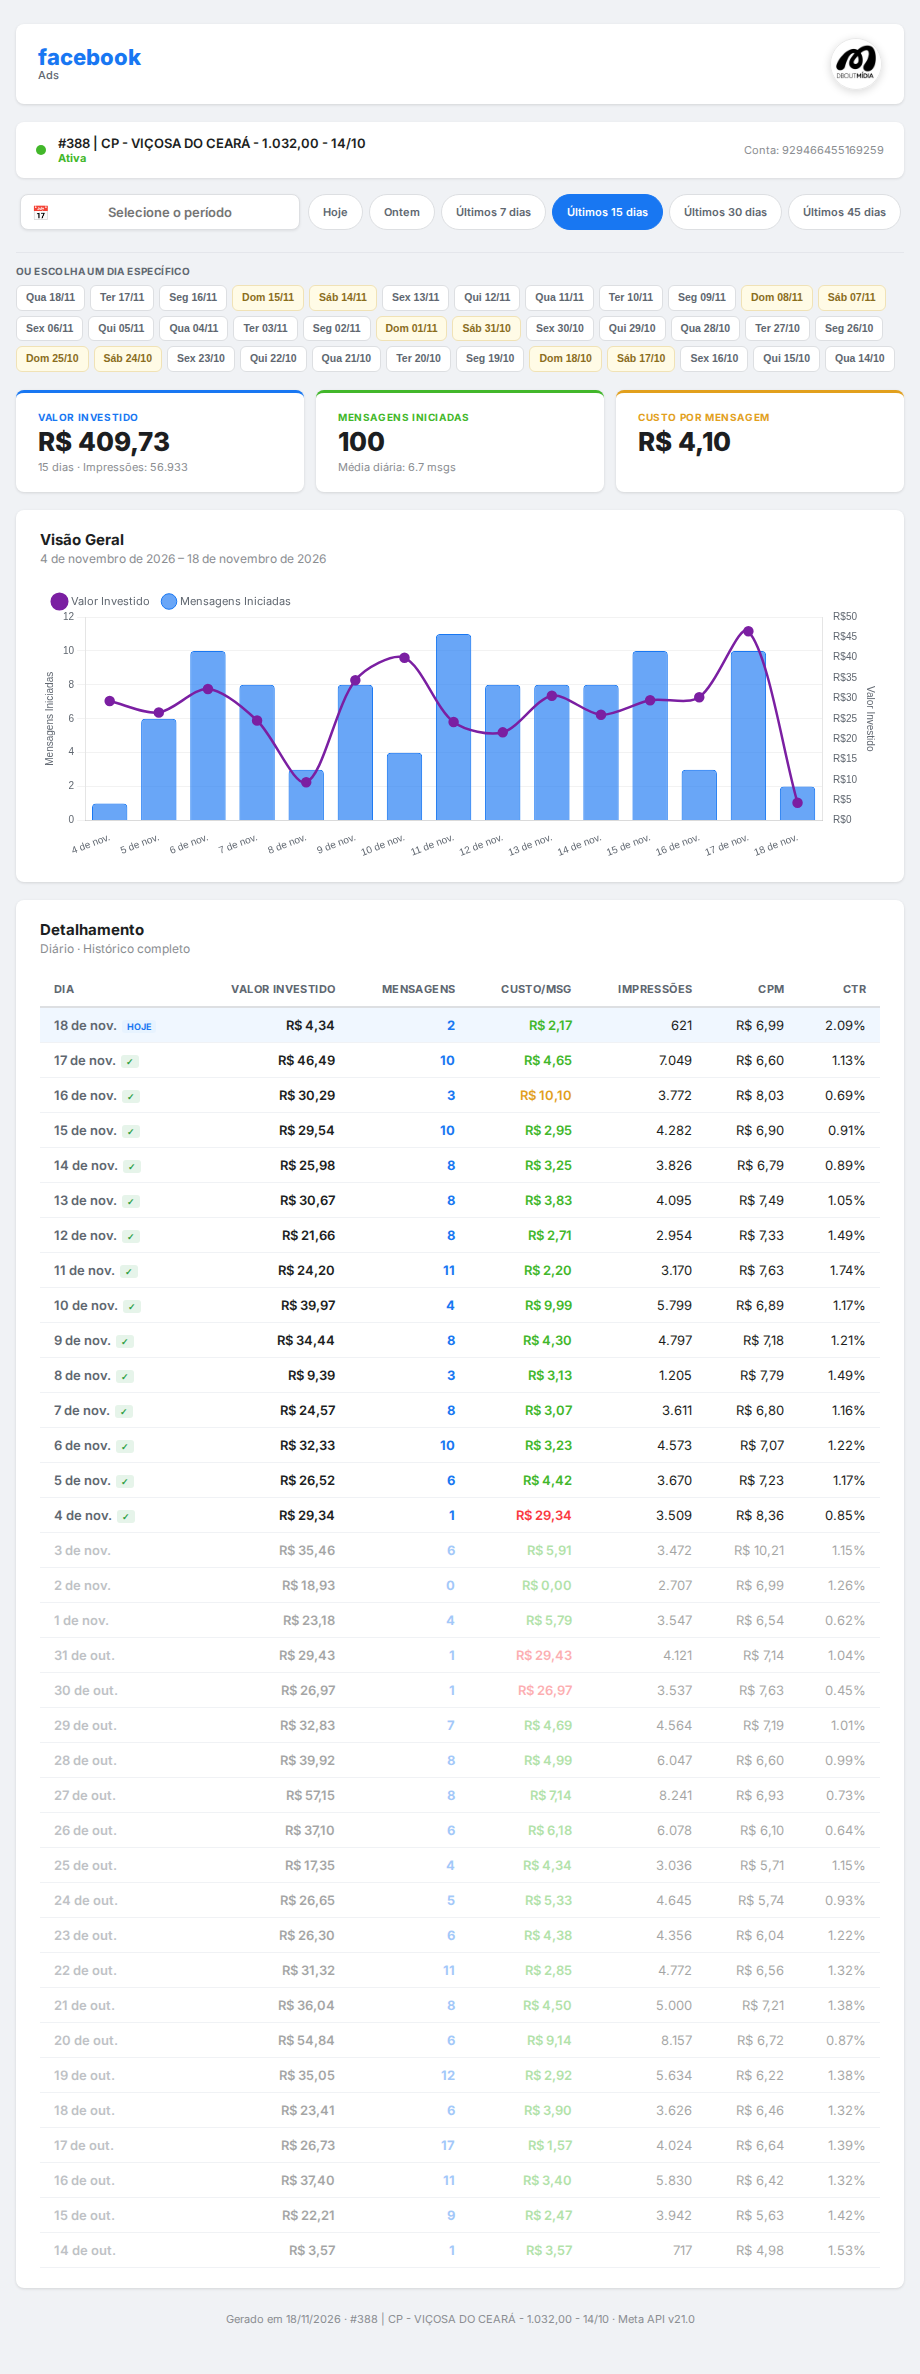 facebook
Ads
DBOUTMÍDIA
#388 | CP - VIÇOSA DO CEARÁ - 1.032,00 - 14/10
Ativa
Conta: 929466455169259
Selecione o período
Hoje
Ontem
Últimos 7 dias
Últimos 15 dias
Últimos 30 dias
Últimos 45 dias
OU ESCOLHA UM DIA ESPECÍFICO
Qua 18/11 Ter 17/11 Seg 16/11 Dom 15/11 Sáb 14/11 Sex 13/11 Qui 12/11 Qua 11/11 Ter 10/11 Seg 09/11 Dom 08/11 Sáb 07/11
Sex 06/11 Qui 05/11 Qua 04/11 Ter 03/11 Seg 02/11 Dom 01/11 Sáb 31/10 Sex 30/10 Qui 29/10 Qua 28/10 Ter 27/10 Seg 26/10
Dom 25/10 Sáb 24/10 Sex 23/10 Qui 22/10 Qua 21/10 Ter 20/10 Seg 19/10 Dom 18/10 Sáb 17/10 Sex 16/10 Qui 15/10 Qua 14/10
VALOR INVESTIDO
R$ 409,73
15 dias · Impressões: 56.933
MENSAGENS INICIADAS
100
Média diária: 6.7 msgs
CUSTO POR MENSAGEM
R$ 4,10
Visão Geral
4 de novembro de 2026 – 18 de novembro de 2026
Valor Investido
Mensagens Iniciadas
Mensagens Iniciadas
12
10
8
6
4
2
0
R$50
R$45
R$40
R$35
R$30
R$25
R$20
R$15
R$10
R$5
R$0
Valor Investido
4 de nov. 5 de nov. 6 de nov. 7 de nov. 8 de nov. 9 de nov. 10 de nov. 11 de nov. 12 de nov. 13 de nov. 14 de nov. 15 de nov. 16 de nov. 17 de nov. 18 de nov.
Detalhamento
Diário · Histórico completo
DIA VALOR INVESTIDO MENSAGENS CUSTO/MSG IMPRESSÕES CPM CTR
18 de nov. HOJE R$ 4,34 2 R$ 2,17 621 R$ 6,99 2.09%
17 de nov. ✓ R$ 46,49 10 R$ 4,65 7.049 R$ 6,60 1.13%
16 de nov. ✓ R$ 30,29 3 R$ 10,10 3.772 R$ 8,03 0.69%
15 de nov. ✓ R$ 29,54 10 R$ 2,95 4.282 R$ 6,90 0.91%
14 de nov. ✓ R$ 25,98 8 R$ 3,25 3.826 R$ 6,79 0.89%
13 de nov. ✓ R$ 30,67 8 R$ 3,83 4.095 R$ 7,49 1.05%
12 de nov. ✓ R$ 21,66 8 R$ 2,71 2.954 R$ 7,33 1.49%
11 de nov. ✓ R$ 24,20 11 R$ 2,20 3.170 R$ 7,63 1.74%
10 de nov. ✓ R$ 39,97 4 R$ 9,99 5.799 R$ 6,89 1.17%
9 de nov. ✓ R$ 34,44 8 R$ 4,30 4.797 R$ 7,18 1.21%
8 de nov. ✓ R$ 9,39 3 R$ 3,13 1.205 R$ 7,79 1.49%
7 de nov. ✓ R$ 24,57 8 R$ 3,07 3.611 R$ 6,80 1.16%
6 de nov. ✓ R$ 32,33 10 R$ 3,23 4.573 R$ 7,07 1.22%
5 de nov. ✓ R$ 26,52 6 R$ 4,42 3.670 R$ 7,23 1.17%
4 de nov. ✓ R$ 29,34 1 R$ 29,34 3.509 R$ 8,36 0.85%
3 de nov. R$ 35,46 6 R$ 5,91 3.472 R$ 10,21 1.15%
2 de nov. R$ 18,93 0 R$ 0,00 2.707 R$ 6,99 1.26%
1 de nov. R$ 23,18 4 R$ 5,79 3.547 R$ 6,54 0.62%
31 de out. R$ 29,43 1 R$ 29,43 4.121 R$ 7,14 1.04%
30 de out. R$ 26,97 1 R$ 26,97 3.537 R$ 7,63 0.45%
29 de out. R$ 32,83 7 R$ 4,69 4.564 R$ 7,19 1.01%
28 de out. R$ 39,92 8 R$ 4,99 6.047 R$ 6,60 0.99%
27 de out. R$ 57,15 8 R$ 7,14 8.241 R$ 6,93 0.73%
26 de out. R$ 37,10 6 R$ 6,18 6.078 R$ 6,10 0.64%
25 de out. R$ 17,35 4 R$ 4,34 3.036 R$ 5,71 1.15%
24 de out. R$ 26,65 5 R$ 5,33 4.645 R$ 5,74 0.93%
23 de out. R$ 26,30 6 R$ 4,38 4.356 R$ 6,04 1.22%
22 de out. R$ 31,32 11 R$ 2,85 4.772 R$ 6,56 1.32%
21 de out. R$ 36,04 8 R$ 4,50 5.000 R$ 7,21 1.38%
20 de out. R$ 54,84 6 R$ 9,14 8.157 R$ 6,72 0.87%
19 de out. R$ 35,05 12 R$ 2,92 5.634 R$ 6,22 1.38%
18 de out. R$ 23,41 6 R$ 3,90 3.626 R$ 6,46 1.32%
17 de out. R$ 26,73 17 R$ 1,57 4.024 R$ 6,64 1.39%
16 de out. R$ 37,40 11 R$ 3,40 5.830 R$ 6,42 1.32%
15 de out. R$ 22,21 9 R$ 2,47 3.942 R$ 5,63 1.42%
14 de out. R$ 3,57 1 R$ 3,57 717 R$ 4,98 1.53%
Gerado em 18/11/2026 · #388 | CP - VIÇOSA DO CEARÁ - 1.032,00 - 14/10 · Meta API v21.0